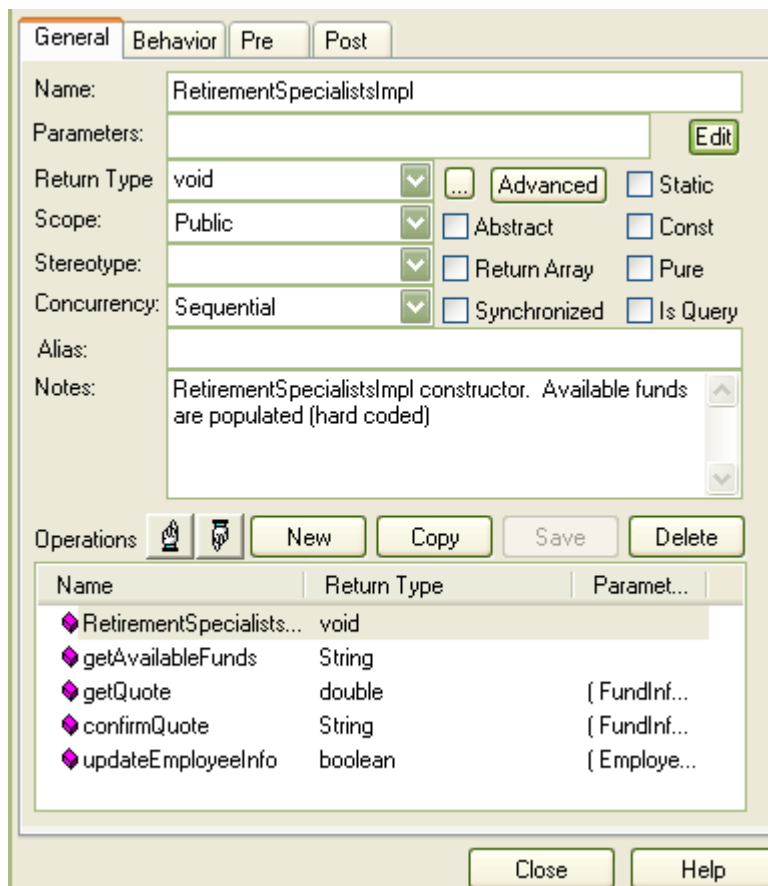 General Behavior Pre Post
Name: RetirementSpecialistsImpl
Parameters: Edit
Return Type void ... Advanced Static
Scope: Public Abstract Const
Stereotype: Return Array Pure
Concurrency: Sequential Synchronized Is Query
Alias:
Notes: RetirementSpecialistsImpl constructor. Available funds
are populated (hard coded)
Operations New Copy Save Delete
Name Return Type Paramet...
RetirementSpecialists... void
getAvailableFunds String
getQuote double ( FundInf...
confirmQuote String ( FundInf...
updateEmployeeInfo boolean ( Employe...
Close Help